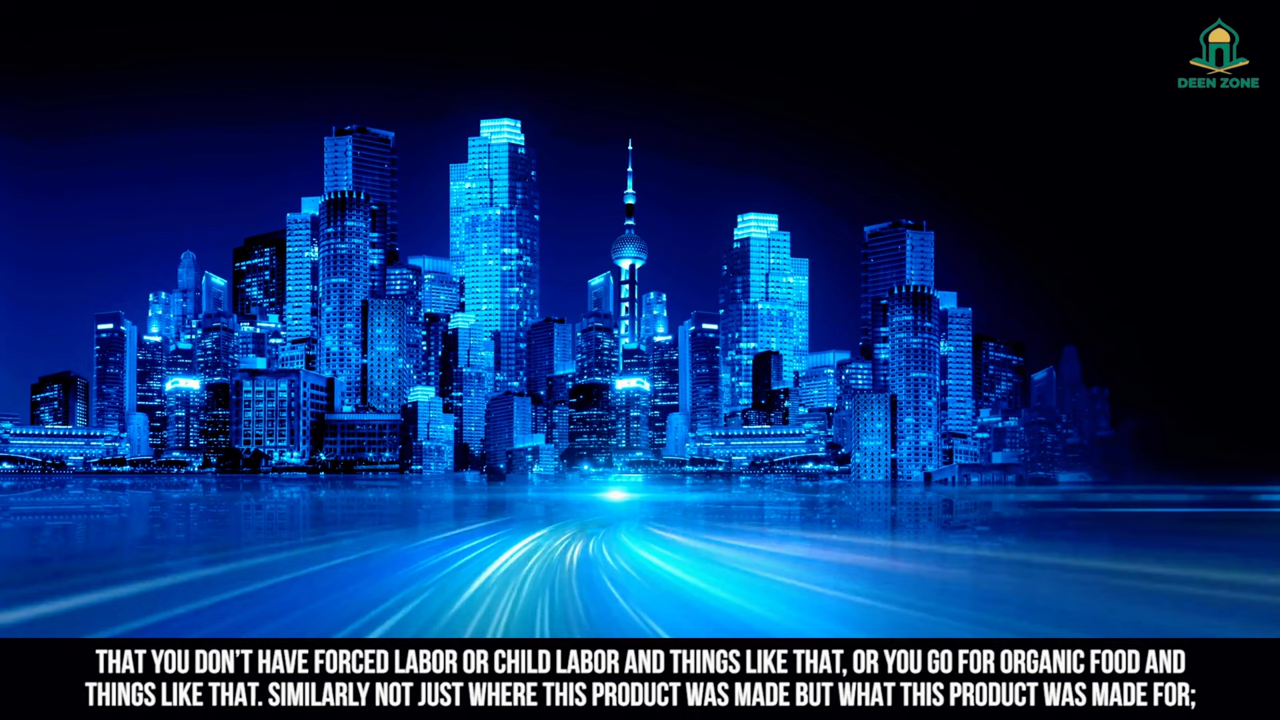 DEEN ZONE
THAT YOU DON'T HAVE FORCED LABOR OR CHILD LABOR AND THINGS LIKE THAT, OR YOU GO FOR ORGANIC FOOD AND
THINGS LIKE THAT. SIMILARLY NOT JUST WHERE THIS PRODUCT WAS MADE BUT WHAT THIS PRODUCT WAS MADE FOR;